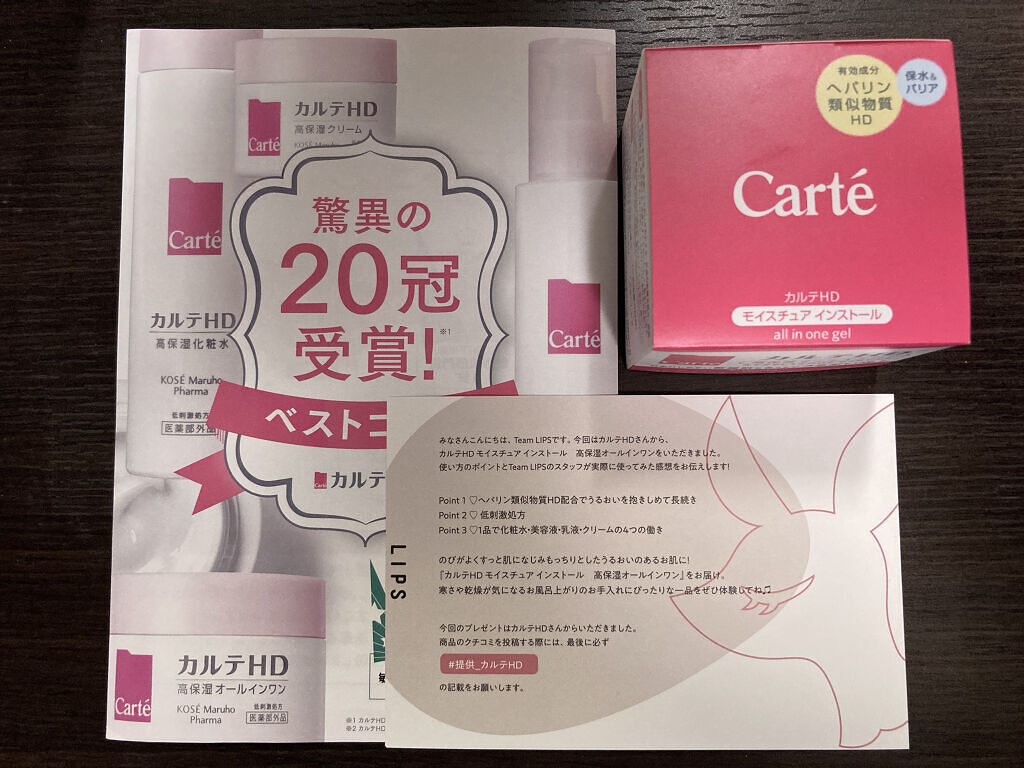 カルテHD
高保湿クリーム
Carté
Carté
カルテHD
高保湿化粧水
KOSÉ Maruho
Pharma
低刺激処方
医薬部外品
驚異の
20冠
受賞!
※1
Carté
カルテ
Carté
カルテHD
高保湿オールインワン
KOSÉ Maruho
Pharma
低刺激処方
医薬部外品
※1 カルテHD
※2 カルテHD
有効成分
ヘパリン
類似物質
HD
保水&
バリア
Carté
カルテHD
モイスチュア インストール
all in one gel
みなさんこんにちは、Team LIPSです。今回はカルテHDさんから、
カルテHD モイスチュア インストール 高保湿オールインワンをいただきました。
使い方のポイントとTeam LIPSのスタッフが実際に使ってみた感想をお伝えします!
Point 1 ♡ヘパリン類似物質HD配合でうるおいを抱きしめて長続き
Point 2 ♡ 低刺激処方
Point 3 ♡1品で化粧水・美容液・乳液・クリームの4つの働き
のびがよくすっと肌になじみもっちりとしたうるおいのあるお肌に!
『カルテHD モイスチュア インストール 高保湿オールインワン』をお届け。
寒さや乾燥が気になるお風呂上がりのお手入れにぴったりな一品をぜひ体験してね♫
今回のプレゼントはカルテHDさんからいただきました。
商品のクチコミを投稿する際には、最後に必ず
#提供_カルテHD
の記載をお願いします。
LIPS